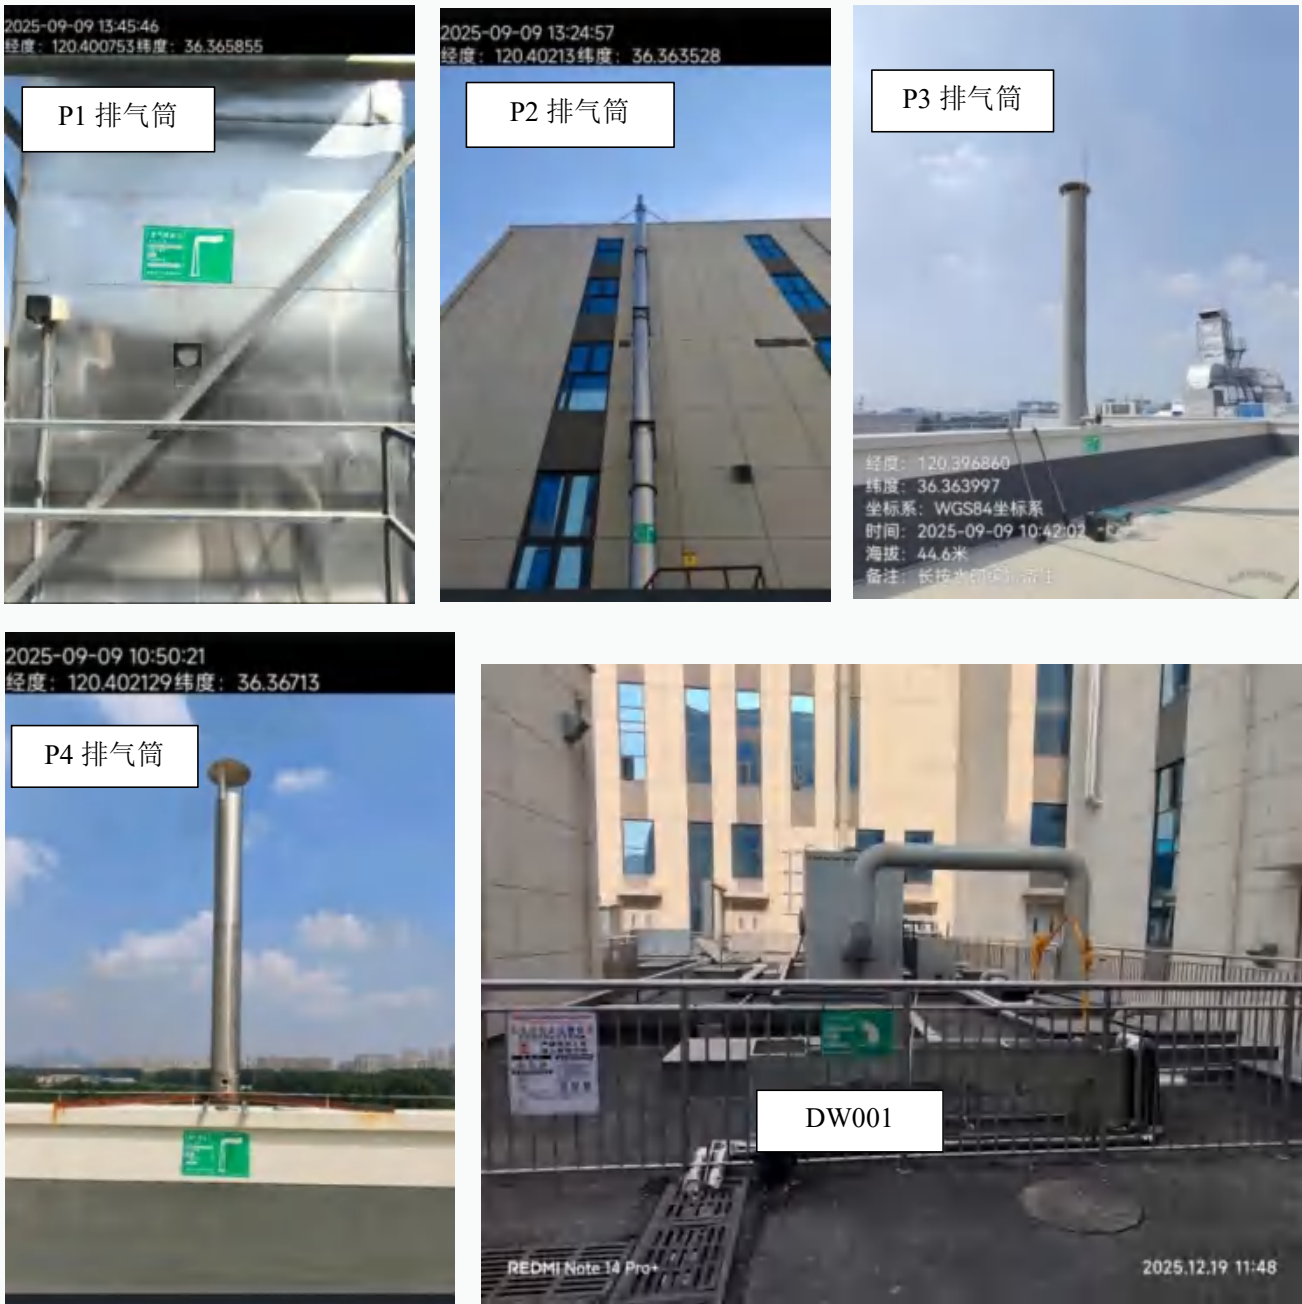 2025-09-09 13:45:46
经度：120.400753纬度：36.365855
P1 排气筒
2025-09-09 13:24:57
经度：120.40213纬度：36.363528
P2 排气筒
P3 排气筒
经度：120.396860
纬度：36.363997
坐标系：WGS84坐标系
时间：2025-09-09 10:42:02
海拔：44.6米
备注：长按水印
2025-09-09 10:50:21
经度：120.402129纬度：36.36713
P4 排气筒
DW001
REDMI Note 14 Pro+
2025.12.19 11:48